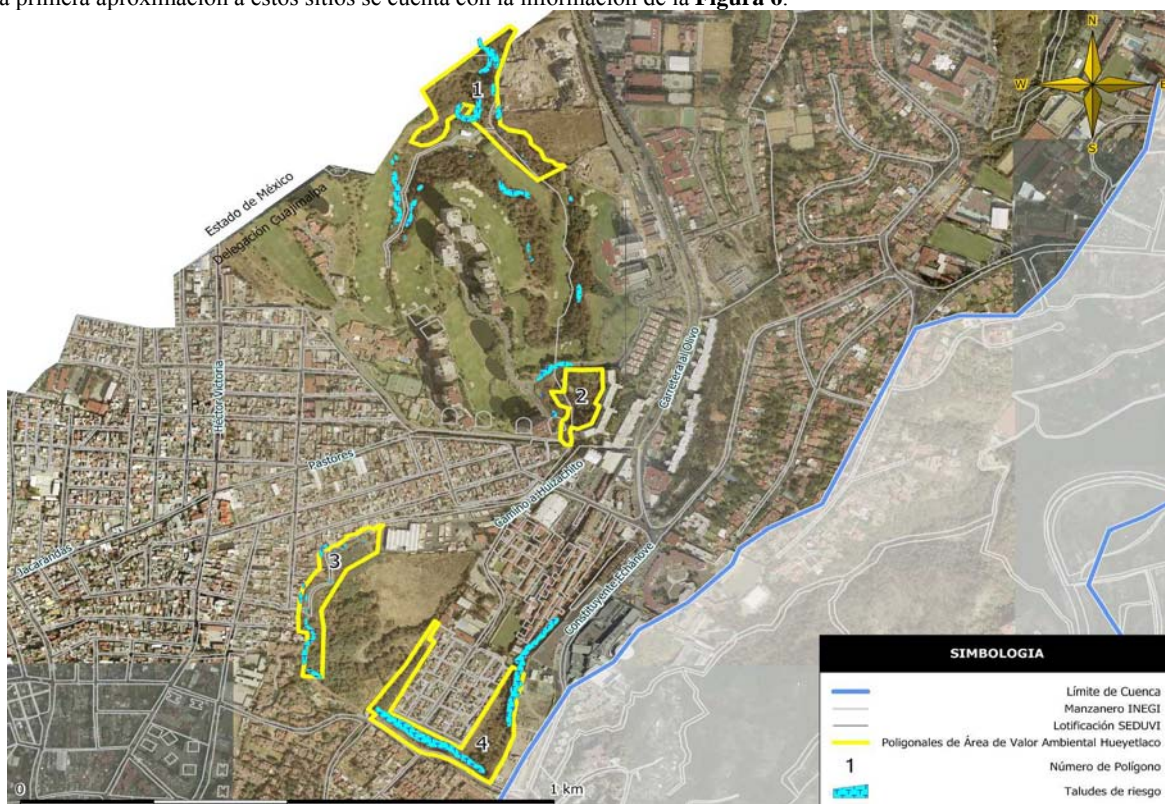 a primera aproximación a estos sitios se cuenta con la información de la Figura 6.
N
W
E
S
1
Estado de México
Delegación Guajimalpa
Héctor Victoria
Carretera al Olivo
2
Pastores
Camino a Huizachito
Jacarandas
3
Constituyente Echánove
4
0
1 km
SIMBOLOGIA
Límite de Cuenca
Manzanero INEGI
Lotificación SEDUVI
Poligonales de Área de Valor Ambiental Hueyetlaco
1
Número de Polígono
Taludes de riesgo